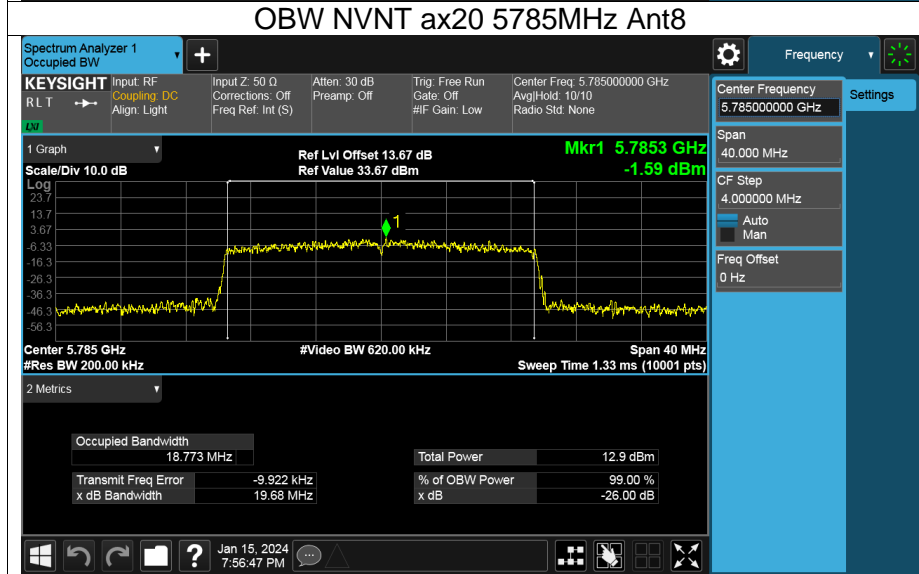 OBW NVNT ax20 5785MHz Ant8
Spectrum Analyzer 1
Occupied BW
+
Frequency
KEYSIGHT
R L T
LXI
Input: RF
Coupling: DC
Align: Light
Input Z: 50 Ω
Corrections: Off
Freq Ref: Int (S)
Atten: 30 dB
Preamp: Off
Trig: Free Run
Gate: Off
#IF Gain: Low
Center Freq: 5.785000000 GHz
Avg|Hold: 10/10
Radio Std: None
Center Frequency
5.785000000 GHz
Settings
Span
40.000 MHz
CF Step
4.000000 MHz
Auto
Man
Freq Offset
0 Hz
1 Graph
Scale/Div 10.0 dB
Ref Lvl Offset 13.67 dB
Ref Value 33.67 dBm
Mkr1 5.7853 GHz
-1.59 dBm
Log
23.7
13.7
3.67
-6.33
-16.3
-26.3
-36.3
-46.3
-56.3
1
Center 5.785 GHz
#Video BW 620.00 kHz
Span 40 MHz
#Res BW 200.00 kHz
Sweep Time 1.33 ms (10001 pts)
2 Metrics
Occupied Bandwidth
18.773 MHz
Total Power 12.9 dBm
Transmit Freq Error -9.922 kHz
% of OBW Power 99.00 %
x dB Bandwidth 19.68 MHz
x dB -26.00 dB
?
Jan 15, 2024
7:56:47 PM